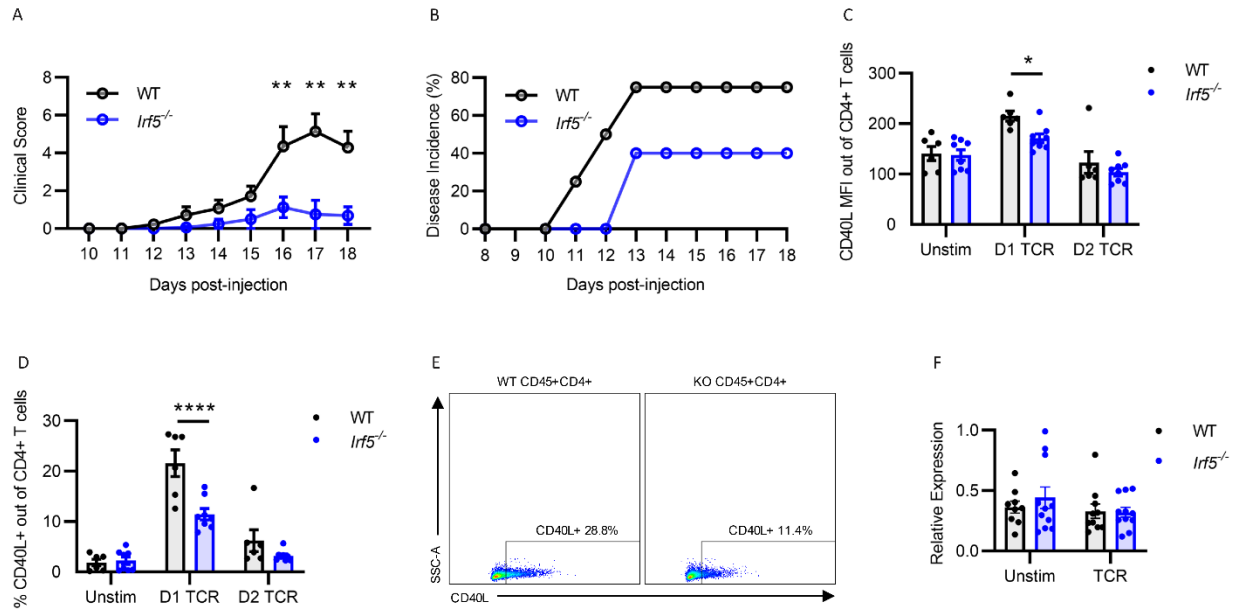 A
Clinical Score
8
6
4
2
0
WT
Irf5-/-
** ** **
10 11 12 13 14 15 16 17 18
Days post-injection
B
Disease Incidence (%)
80
60
40
20
0
WT
Irf5-/-
8 9 10 11 12 13 14 15 16 17 18
Days post-injection
C
CD40L MFI out of CD4+ T cells
300
200
100
0
*
WT
Irf5-/-
Unstim D1 TCR D2 TCR
D
% CD40L+ out of CD4+ T cells
30
20
10
0
****
WT
Irf5-/-
Unstim D1 TCR D2 TCR
E
WT CD45+CD4+ KO CD45+CD4+
SSC-A
CD40L+ 28.8% CD40L+ 11.4%
CD40L
F
Relative Expression
1.0
0.5
0.0
WT
Irf5-/-
Unstim TCR